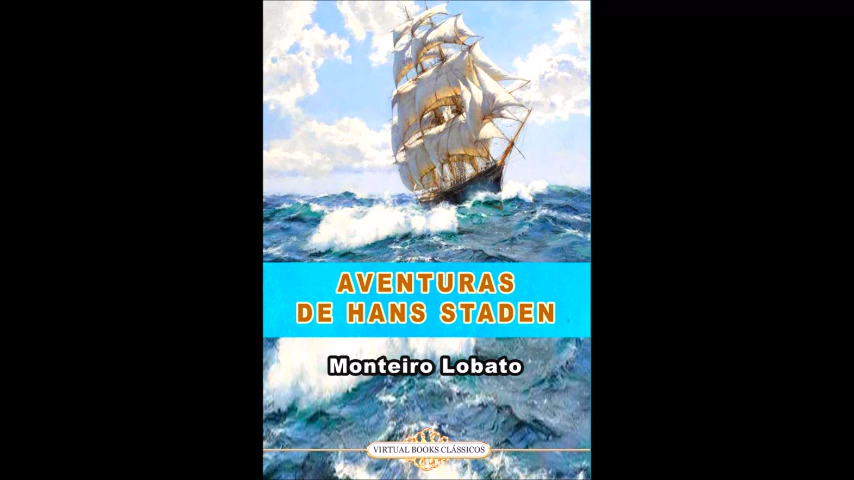 AVENTURAS
DE HANS STADEN
Monteiro Lobato
VIRTUAL BOOKS CLÁSSICOS